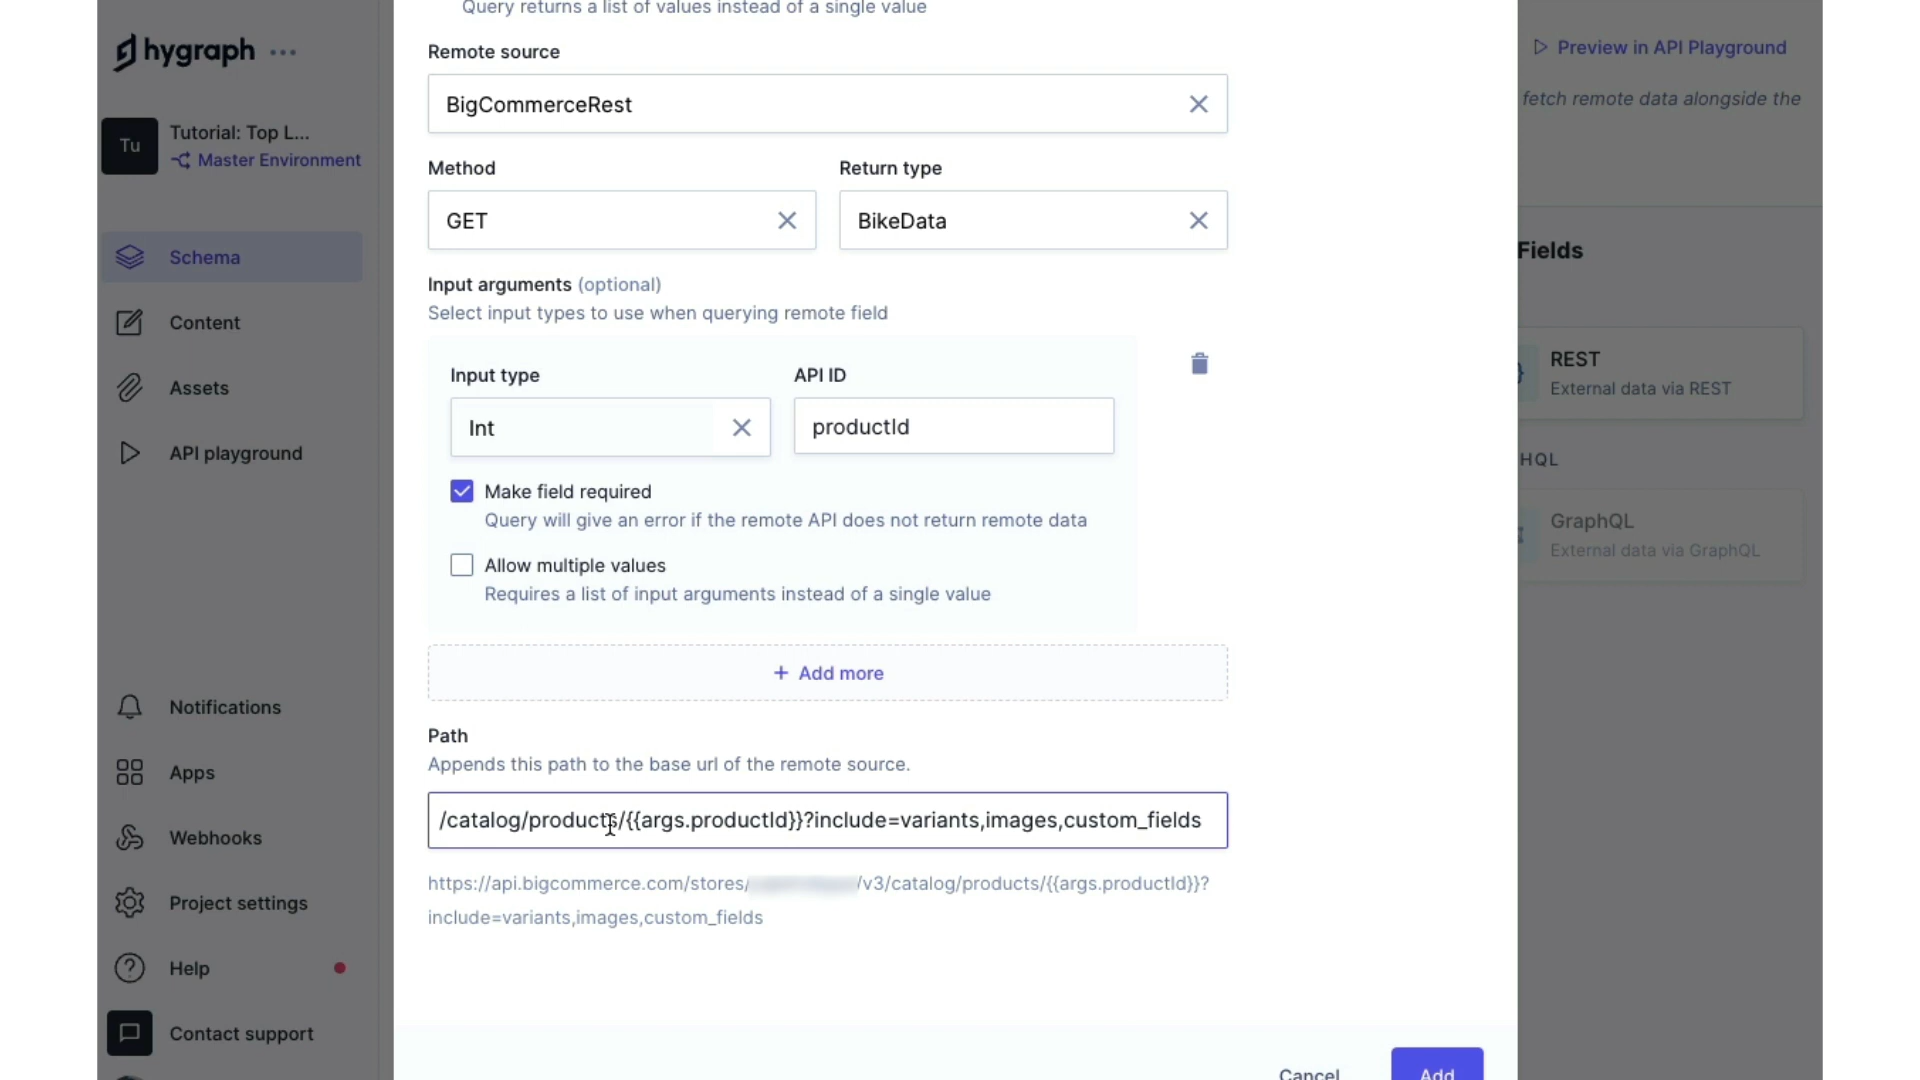 hygraph ...
Tu
Tutorial: Top L...
Master Environment
Schema
Content
Assets
API playground
Notifications
Apps
Webhooks
Project settings
Help
Contact support
Query returns a list of values instead of a single value
Remote source
BigCommerceRest
Method
Return type
GET
BikeData
Input arguments (optional)
Select input types to use when querying remote field
Input type
API ID
Int
productId
Make field required
Query will give an error if the remote API does not return remote data
Allow multiple values
Requires a list of input arguments instead of a single value
+ Add more
Path
Appends this path to the base url of the remote source.
/catalog/products/{{args.productId}}?include=variants,images,custom_fields
https://api.bigcommerce.com/stores/ /v3/catalog/products/{{args.productId}}?
include=variants,images,custom_fields
Cancel
Add
Preview in API Playground
fetch remote data alongside the
Fields
REST
External data via REST
HQL
GraphQL
External data via GraphQL